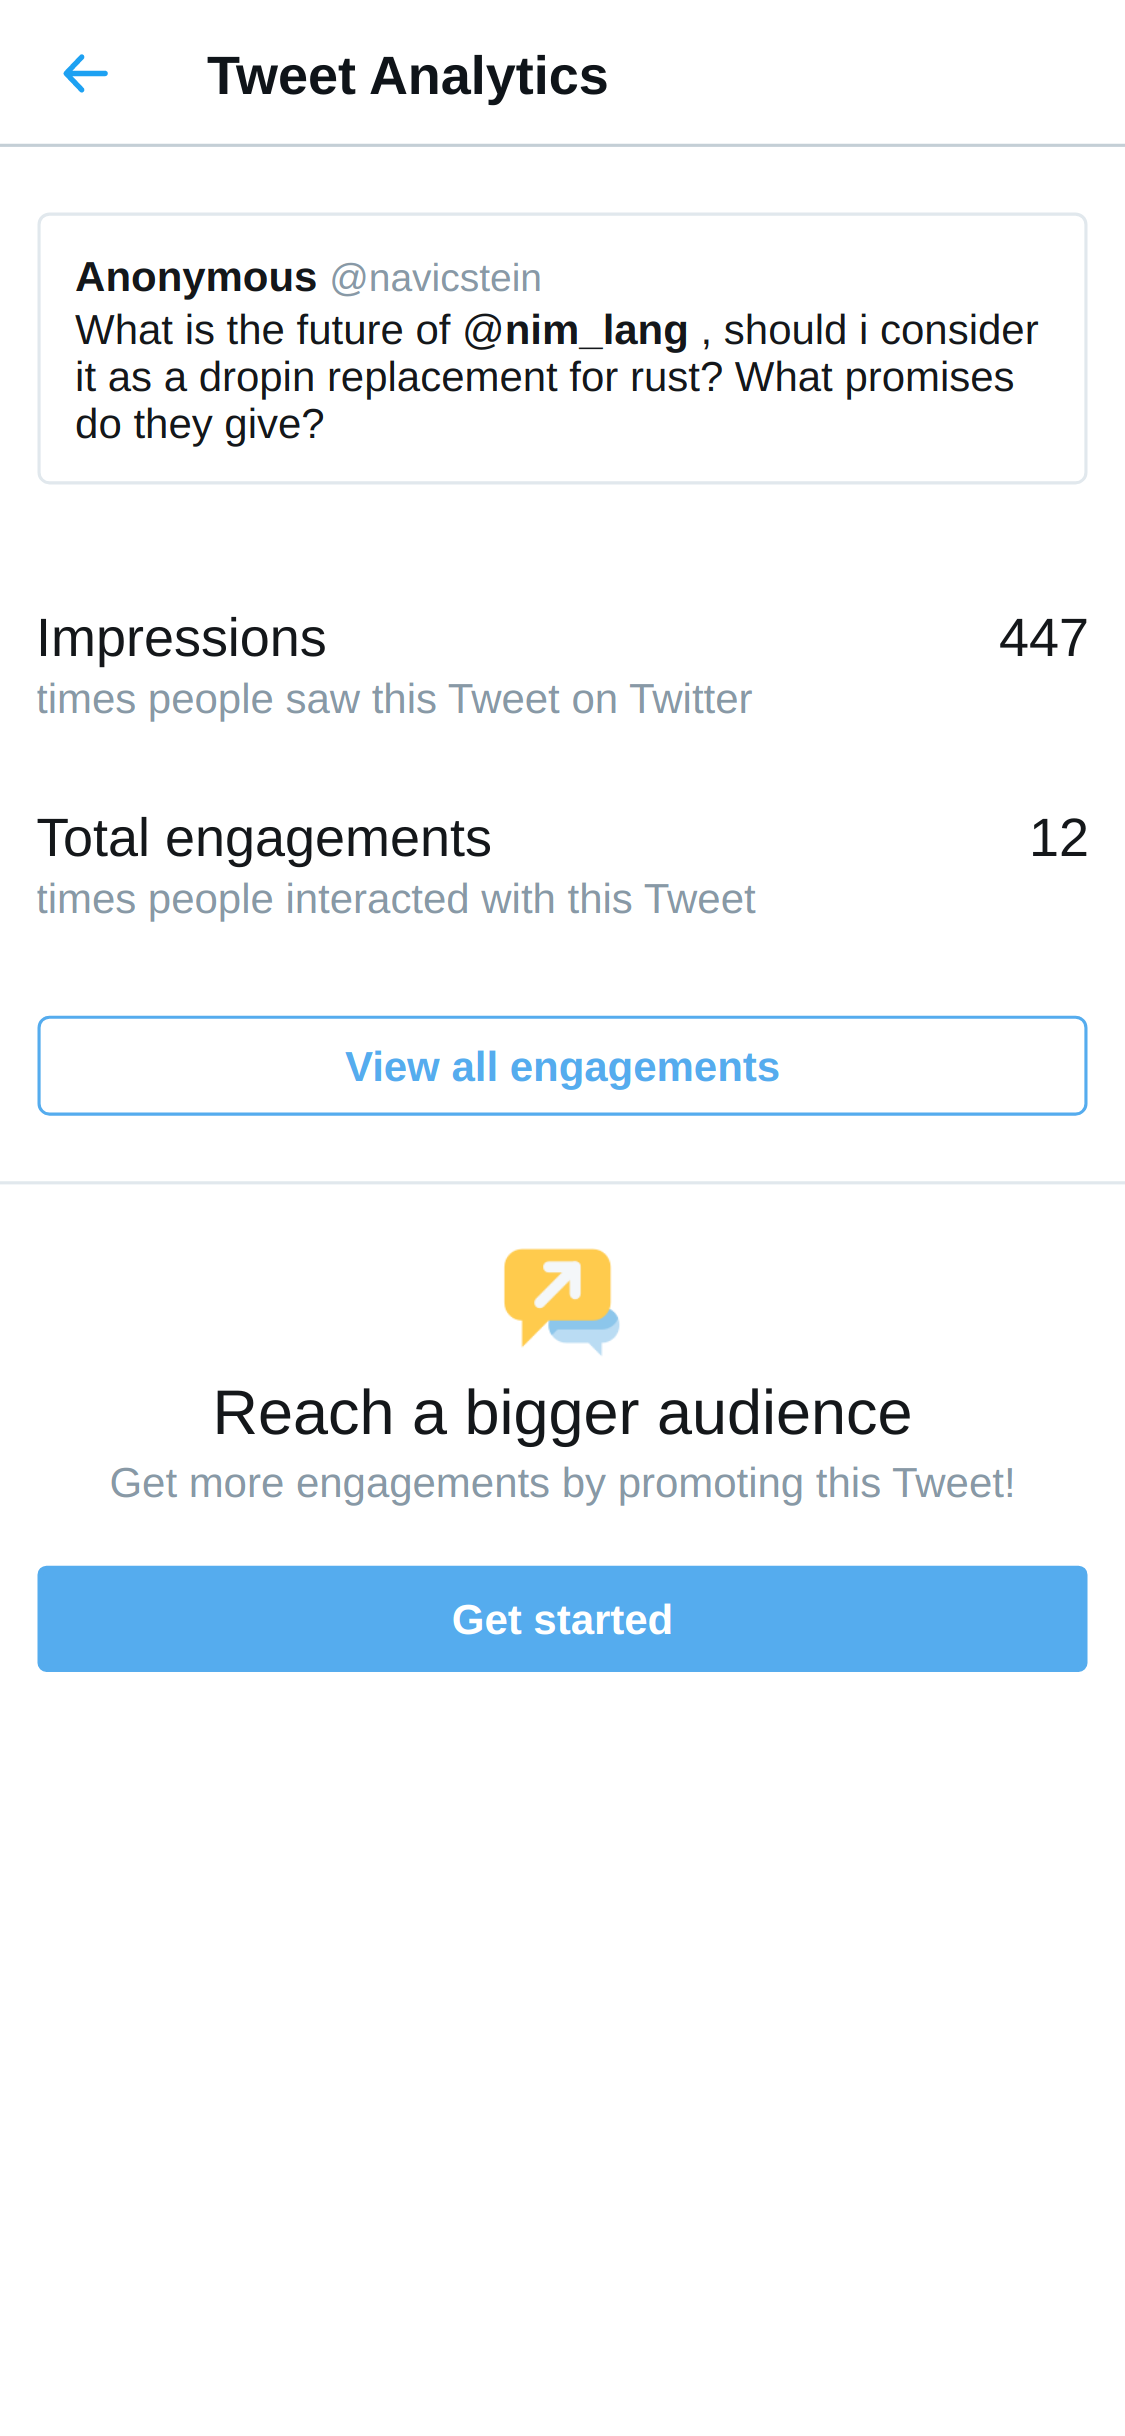 Tweet Analytics
Anonymous @navicstein
What is the future of @nim_lang , should i consider
it as a dropin replacement for rust? What promises
do they give?
Impressions 447
times people saw this Tweet on Twitter
Total engagements 12
times people interacted with this Tweet
View all engagements
Reach a bigger audience
Get more engagements by promoting this Tweet!
Get started